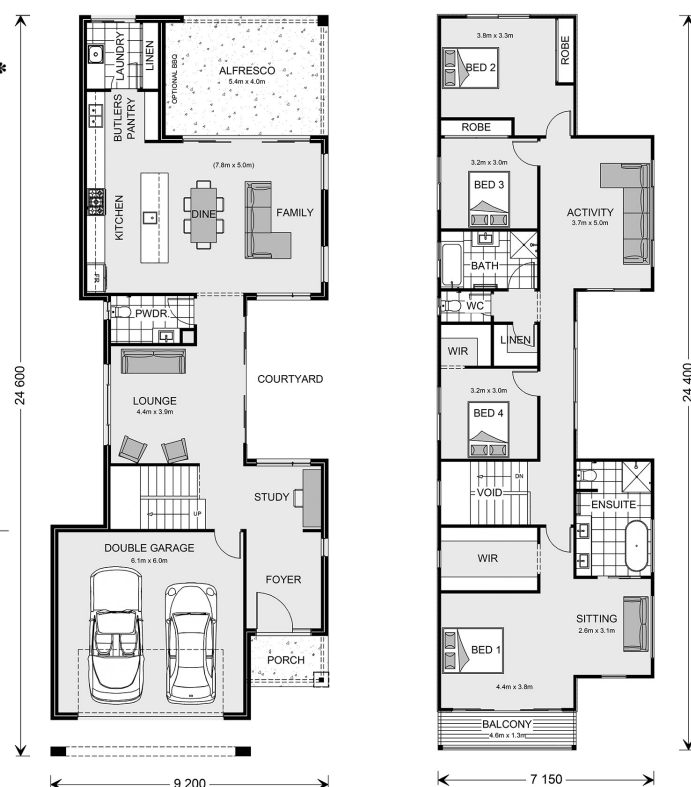 LAUNDRY
LINEN
OPTIONAL BBQ
ALFRESCO
5.4m x 4.0m
BUTLERS
PANTRY
(7.8m x 5.0m)
KITCHEN
DINE
FAMILY
FR
PWDR.
COURTYARD
LOUNGE
4.4m x 3.9m
STUDY
UP
DOUBLE GARAGE
6.1m x 6.0m
FOYER
PORCH
24 600
9 200
*
3.8m x 3.3m
BED 2
ROBE
ROBE
3.2m x 3.0m
BED 3
ACTIVITY
3.7m x 5.0m
BATH
WC
LINEN
WIR
3.2m x 3.0m
BED 4
DN
VOID
ENSUITE
WIR
SITTING
2.6m x 3.1m
BED 1
4.4m x 3.8m
BALCONY
4.6m x 1.3m
24 400
7 150